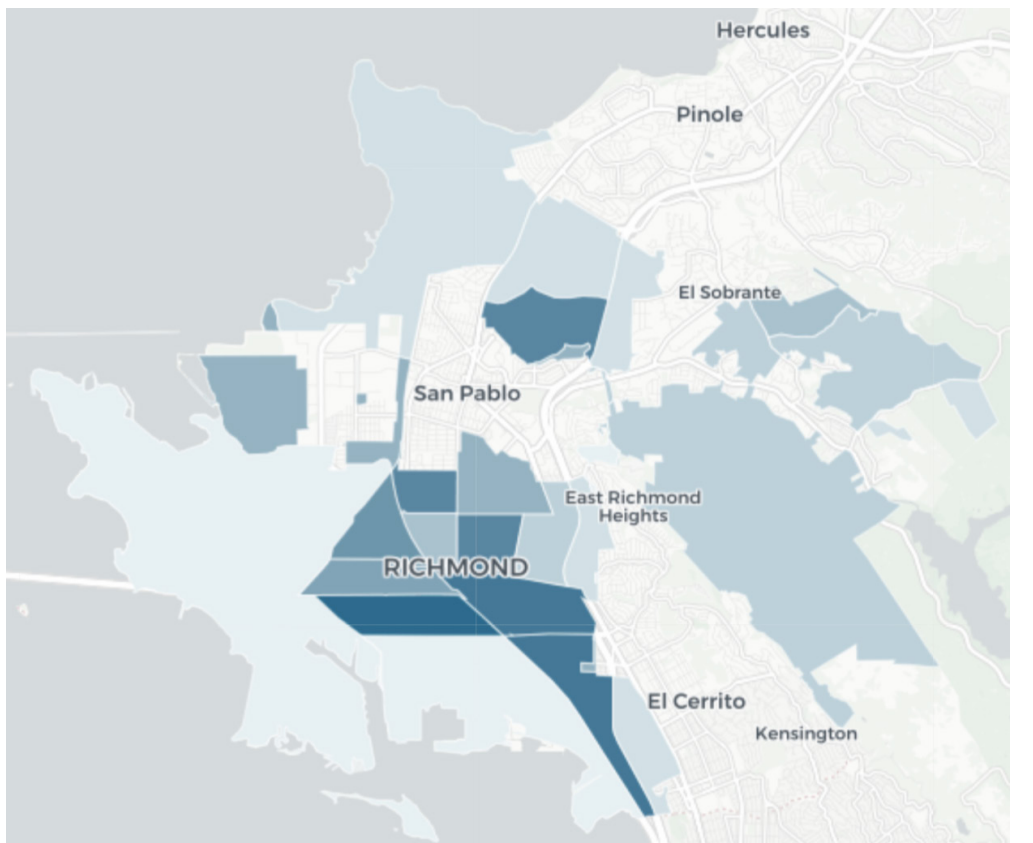 Hercules
Pinole
El Sobrante
San Pablo
East Richmond
Heights
RICHMOND
El Cerrito
Kensington